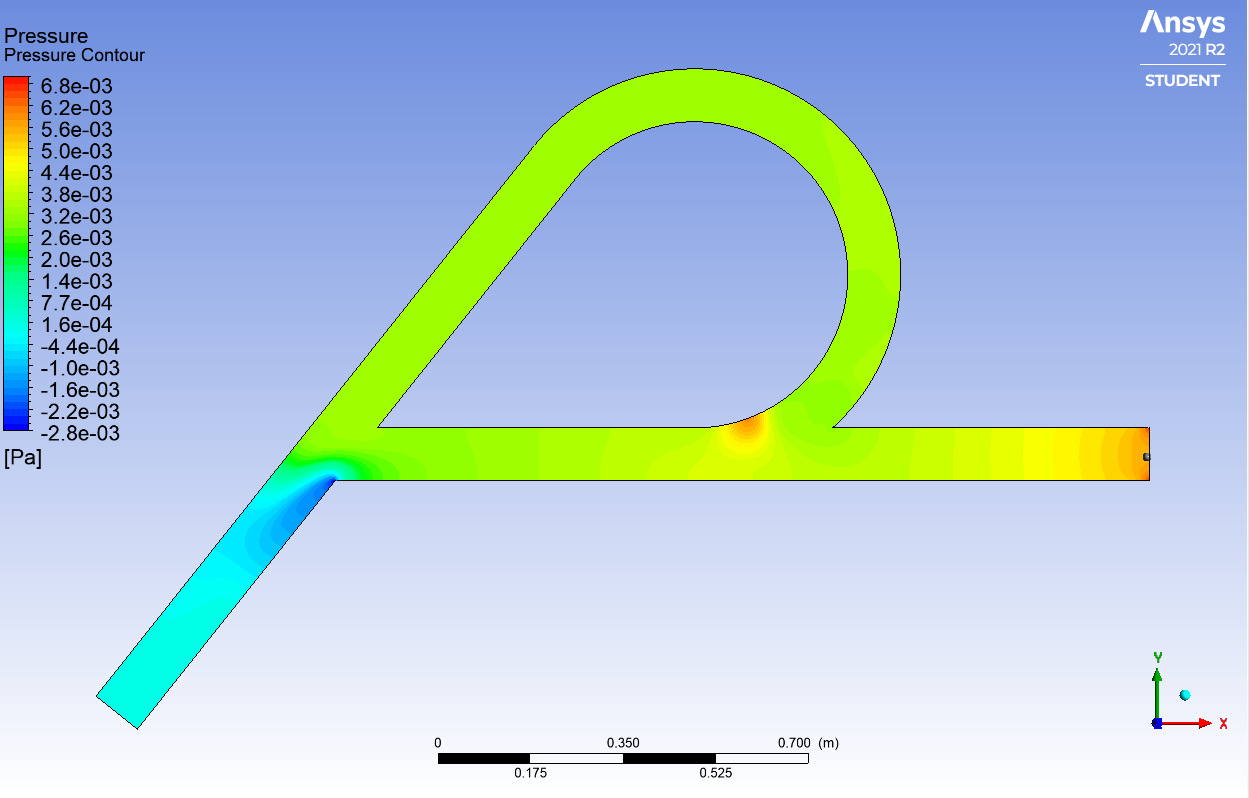 Pressure
Pressure Contour
6.8e-03
6.2e-03
5.6e-03
5.0e-03
4.4e-03
3.8e-03
3.2e-03
2.6e-03
2.0e-03
1.4e-03
7.7e-04
1.6e-04
-4.4e-04
-1.0e-03
-1.6e-03
-2.2e-03
-2.8e-03
[Pa]
Ansys
2021 R2
STUDENT
Y
X
0 0.350 0.700 (m)
0.175 0.525